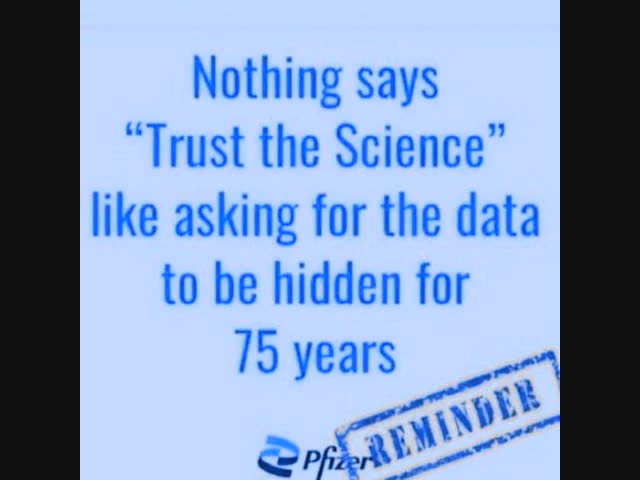 Nothing says
“Trust the Science”
like asking for the data
to be hidden for
75 years
REMINDER
Pfizer